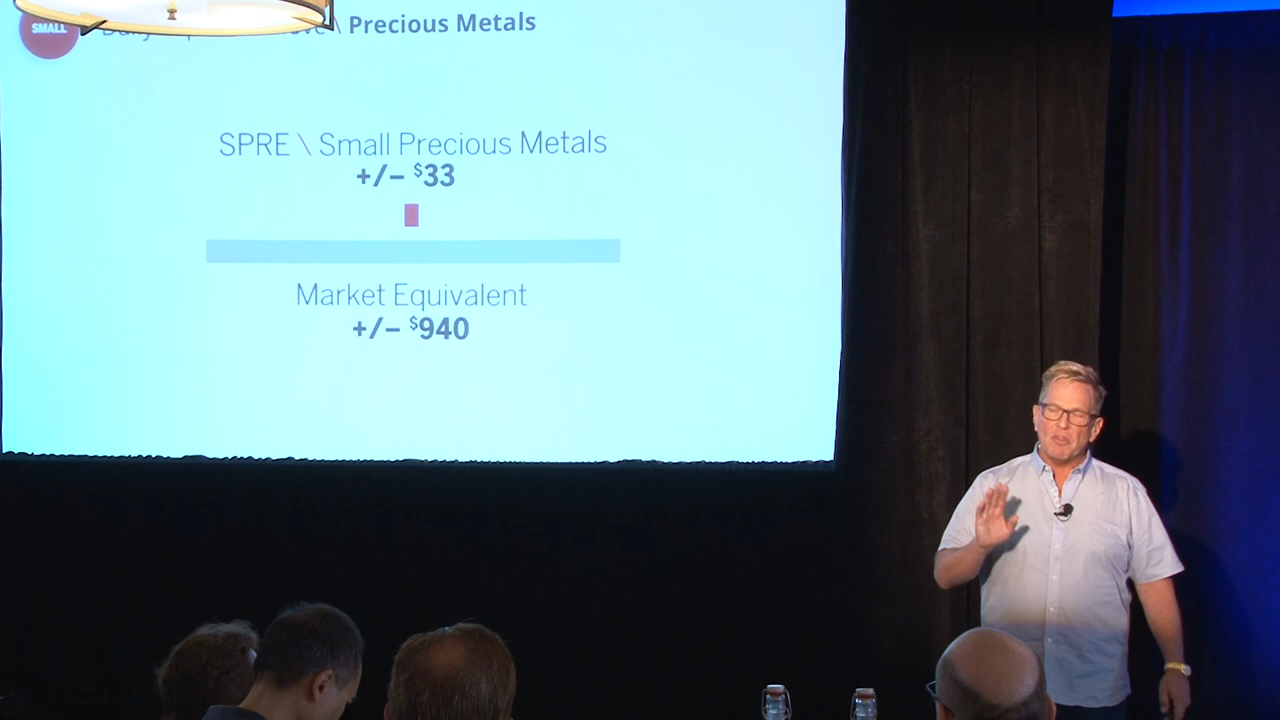 SMALL
\ Precious Metals
SPRE \ Small Precious Metals
+/– $33
Market Equivalent
+/– $940